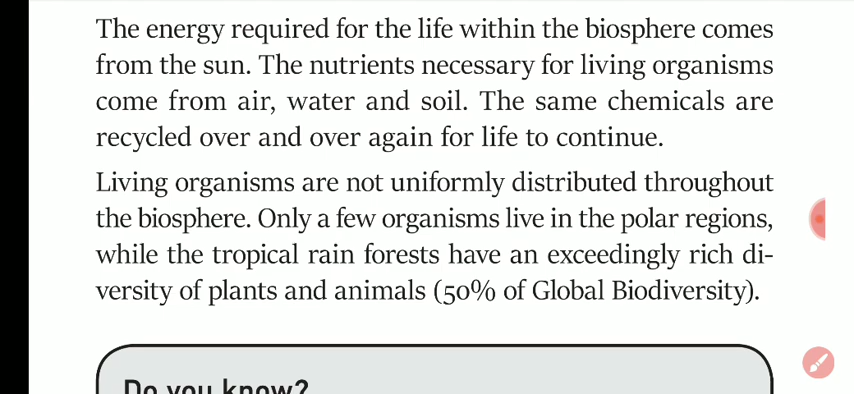 The energy required for the life within the biosphere comes
from the sun. The nutrients necessary for living organisms
come from air, water and soil. The same chemicals are
recycled over and over again for life to continue.
Living organisms are not uniformly distributed throughout
the biosphere. Only a few organisms live in the polar regions,
while the tropical rain forests have an exceedingly rich di-
versity of plants and animals (50% of Global Biodiversity).
Do you know?